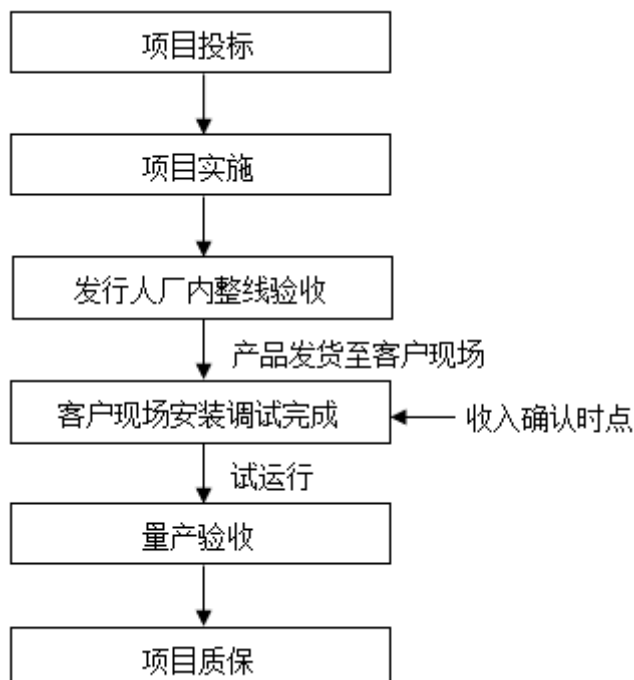 项目投标
项目实施
发行人厂内整线验收
产品发货至客户现场
客户现场安装调试完成
收入确认时点
试运行
量产验收
项目质保